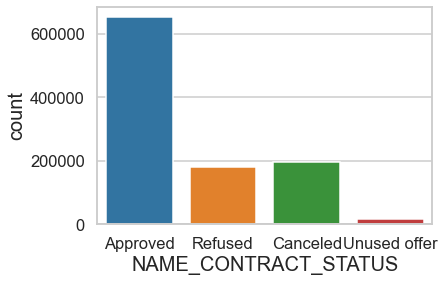 600000
400000
200000
0
count
Approved Refused Canceled Unused offer
NAME_CONTRACT_STATUS